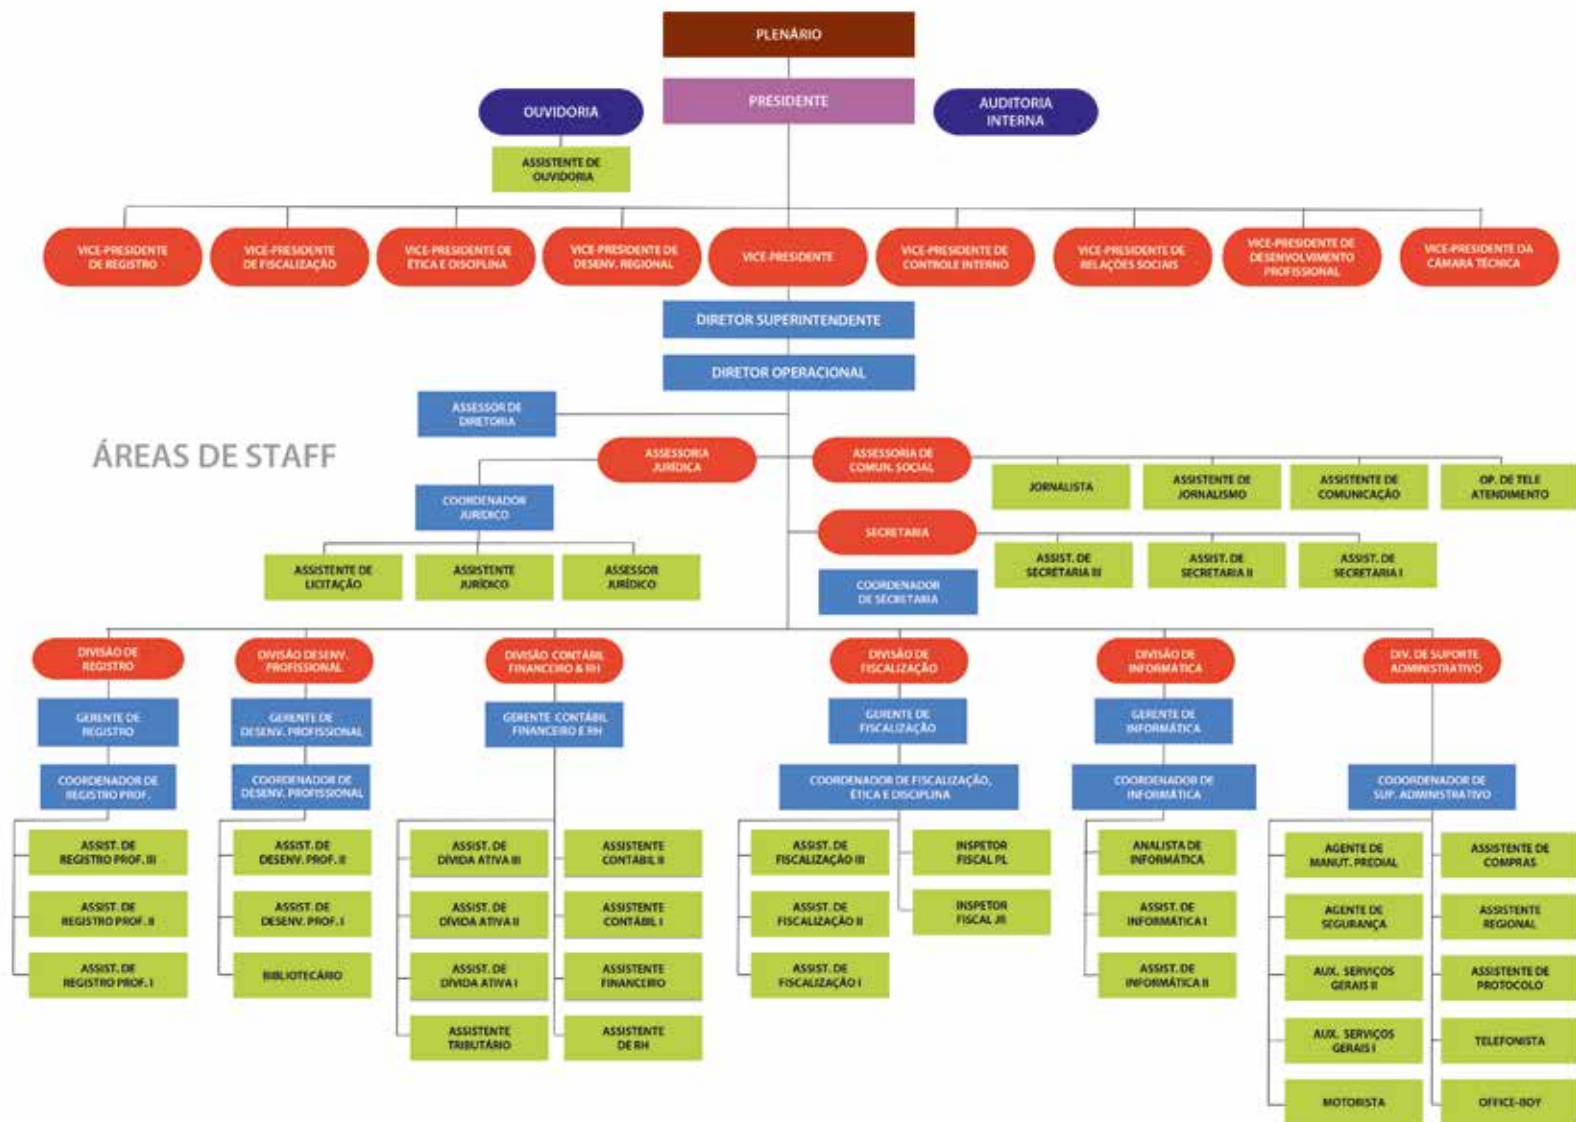 PLENÁRIO
PRESIDENTE
OUVIDORIA
AUDITORIA
INTERNA
ASSISTENTE DE
OUVIDORIA
VICE-PRESIDENTE
DE REGISTRO
VICE-PRESIDENTE
DE FISCALIZAÇÃO
VICE-PRESIDENTE DE
ÉTICA E DISCIPLINA
VICE-PRESIDENTE DE
DESENV. REGIONAL
VICE-PRESIDENTE
VICE-PRESIDENTE DE
CONTROLE INTERNO
VICE-PRESIDENTE DE
RELAÇÕES SOCIAIS
VICE-PRESIDENTE DE
DESENVOLVIMENTO
PROFISSIONAL
VICE-PRESIDENTE DA
CÂMARA TÉCNICA
DIRETOR SUPERINTENDENTE
DIRETOR OPERACIONAL
ASSESSOR DE
DIRETORIA
ÁREAS DE STAFF
ASSESSORIA
JURÍDICA
ASSESSORIA DE
COMUN. SOCIAL
JORNALISTA
ASSISTENTE DE
JORNALISMO
ASSISTENTE DE
COMUNICAÇÃO
OP. DE TELE
ATENDIMENTO
COORDENADOR
JURÍDICO
SECRETARIA
ASSISTENTE DE
LICITAÇÃO
ASSISTENTE
JURÍDICO
ASSESSOR
JURÍDICO
ASSIST. DE
SECRETARIA III
ASSIST. DE
SECRETARIA II
ASSIST. DE
SECRETARIA I
COORDENADOR
DE SECRETARIA
DIVISÃO DE
REGISTRO
DIVISÃO DESENV.
PROFISSIONAL
DIVISÃO CONTÁBIL
FINANCEIRO & RH
DIVISÃO DE
FISCALIZAÇÃO
DIVISÃO DE
INFORMÁTICA
DIV. DE SUPORTE
ADMINISTRATIVO
GERENTE DE
REGISTRO
GERENTE DE
DESENV. PROFISSIONAL
GERENTE CONTÁBIL
FINANCEIRO E RH
GERENTE DE
FISCALIZAÇÃO
GERENTE DE
INFORMÁTICA
COORDENADOR DE
REGISTRO PROF.
COORDENADOR DE
DESENV. PROFISSIONAL
COORDENADOR DE FISCALIZAÇÃO,
ÉTICA E DISCIPLINA
COORDENADOR DE
INFORMÁTICA
CODORDENADOR DE
SUP. ADMINISTRATIVO
ASSIST. DE
REGISTRO PROF. III
ASSIST. DE
REGISTRO PROF. II
ASSIST. DE
REGISTRO PROF. I
ASSIST. DE
DESENV. PROF. II
ASSIST. DE
DESENV. PROF. I
BIBLIOTECÁRIO
ASSIST. DE
DÍVIDA ATIVA III
ASSIST. DE
DÍVIDA ATIVA II
ASSIST. DE
DÍVIDA ATIVA I
ASSISTENTE
TRIBUTÁRIO
ASSISTENTE
CONTÁBIL II
ASSISTENTE
CONTÁBIL I
ASSISTENTE
FINANCEIRO
ASSISTENTE
DE RH
ASSIST. DE
FISCALIZAÇÃO III
ASSIST. DE
FISCALIZAÇÃO II
ASSIST. DE
FISCALIZAÇÃO I
INSPETOR
FISCAL PL
INSPETOR
FISCAL JR
ANALISTA DE
INFORMÁTICA
ASSIST. DE
INFORMÁTICA I
ASSIST. DE
INFORMÁTICA II
AGENTE DE
MANUT. PREDIAL
AGENTE DE
SEGURANÇA
AUX. SERVIÇOS
GERAIS II
AUX. SERVIÇOS
GERAIS I
MOTORISTA
ASSISTENTE DE
COMPRAS
ASSISTENTE
REGIONAL
ASSISTENTE DE
PROTOCOLO
TELEFONISTA
OFFICE-BOY